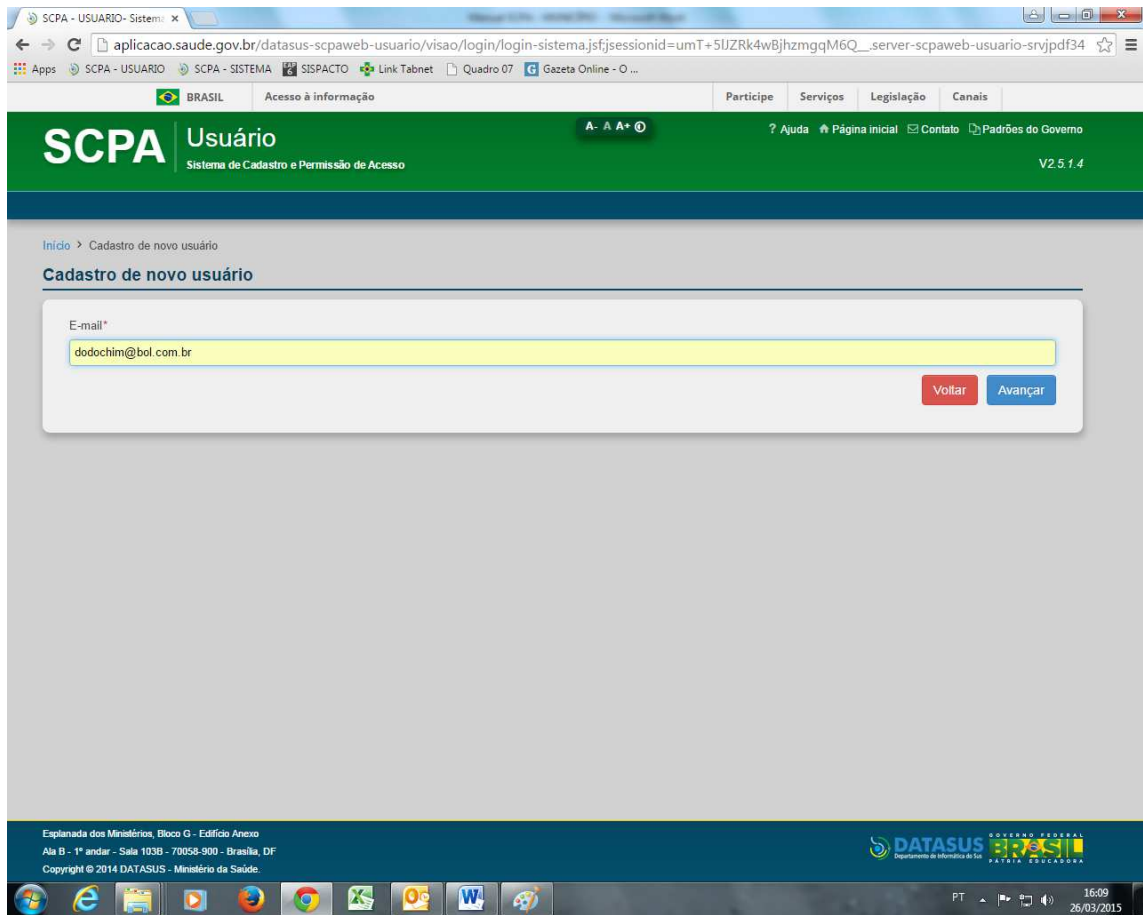 SCPA - USUARIO- Sistem
aplicacao.saude.gov.br/datasus-scpaweb-usuario/visao/login/login-sistema.jsf;jsessionid=umT+5lJZRk4wBjhzmgqM6Q__.server-scpaweb-usuario-srvjpdf34
Apps SCPA - USUARIO SCPA - SISTEMA SISPACTO Link Tabnet Quadro 07 G Gazeta Online - O ...
BRASIL Acesso à informação Participe Serviços Legislação Canais
SCPA Usuário A- A A+ ? Ajuda Página inicial Contato Padrões do Governo
Sistema de Cadastro e Permissão de Acesso V2.5.1.4
Início > Cadastro de novo usuário
Cadastro de novo usuário
E-mail*
dodochim@bol.com.br
Voltar Avançar
Esplanada dos Ministérios, Bloco G - Edifício Anexo
Ala B - 1º andar - Sala 103B - 70058-900 - Brasília, DF
Copyright © 2014 DATASUS - Ministério da Saúde.
DATASUS
Departamento de Informática do Sus
GOVERNO FEDERAL
BRASIL
PÁTRIA EDUCADORA
PT 16:09
26/03/2015